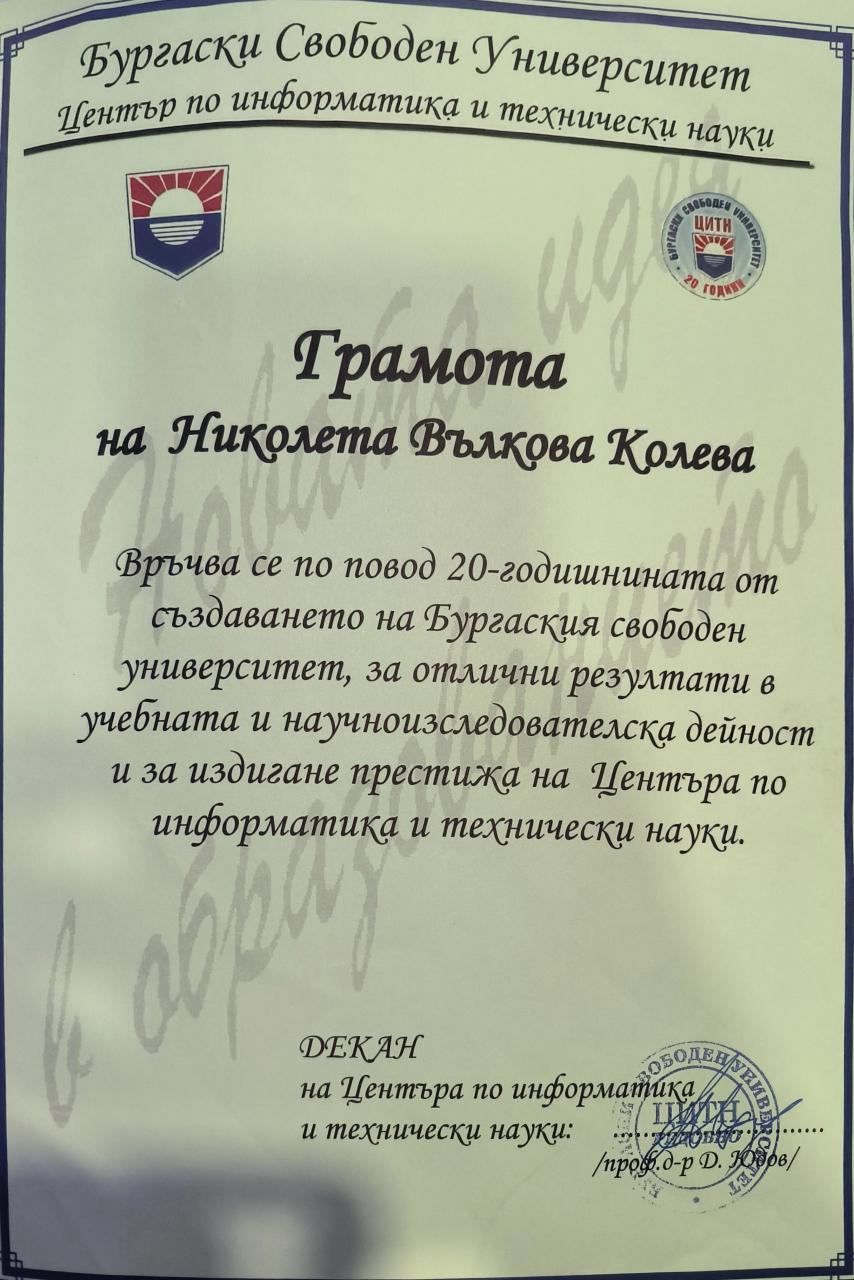 Бургаски Свободен Университет
Център по информатика и технически науки
БУРГАСКИ СВОБОДЕН УНИВЕРСИТЕТ
ЦИТН
20 ГОДИНИ
Новата идея
в образованието
Грамота
на Николета Вълкова Колева
Връчва се по повод 20-годишнината от
създаването на Бургаския свободен
университет, за отлични резултати в
учебната и научноизследователска дейност
и за издигане престижа на Центъра по
информатика и технически науки.
ДЕКАН
на Центъра по информатика
и технически науки: ........................
/проф.д-р Д. Юдов/
СВОБОДЕН УНИВЕРСИТЕТ
ЦИТН